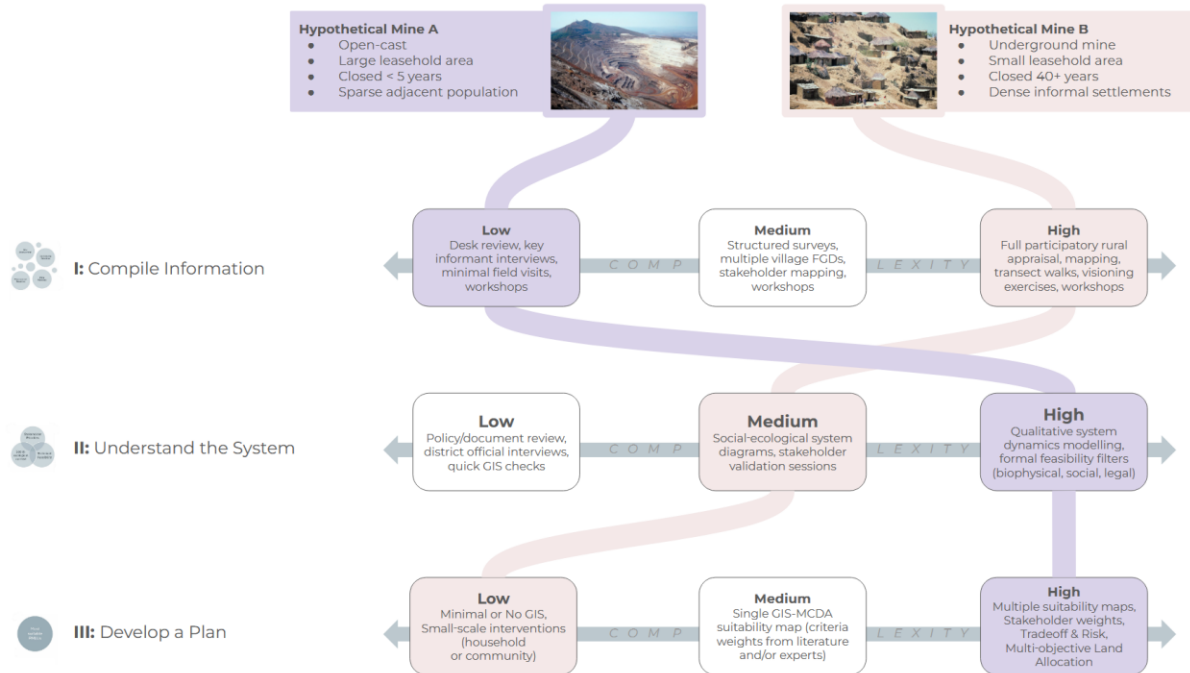 Hypothetical Mine A
● Open-cast
● Large leasehold area
● Closed < 5 years
● Sparse adjacent population
Hypothetical Mine B
● Underground mine
● Small leasehold area
● Closed 40+ years
● Dense informal settlements
I: Compile Information
Low
Desk review, key
informant interviews,
minimal field visits,
workshops
COMP
Medium
Structured surveys,
multiple village FGDs,
stakeholder mapping,
workshops
LEXITY
High
Full participatory rural
appraisal, mapping,
transect walks, visioning
exercises, workshops
II: Understand the System
Low
Policy/document review,
district official interviews,
quick GIS checks
COMP
Medium
Social-ecological system
diagrams, stakeholder
validation sessions
LEXITY
High
Qualitative system
dynamics modelling,
formal feasibility filters
(biophysical, social, legal)
III: Develop a Plan
Low
Minimal or No GIS,
Small-scale interventions
(household
or community)
COMP
Medium
Single GIS-MCDA
suitability map (criteria
weights from literature
and/or experts)
LEXITY
High
Multiple suitability maps,
Stakeholder weights,
Tradeoff & Risk,
Multi-objective Land
Allocation